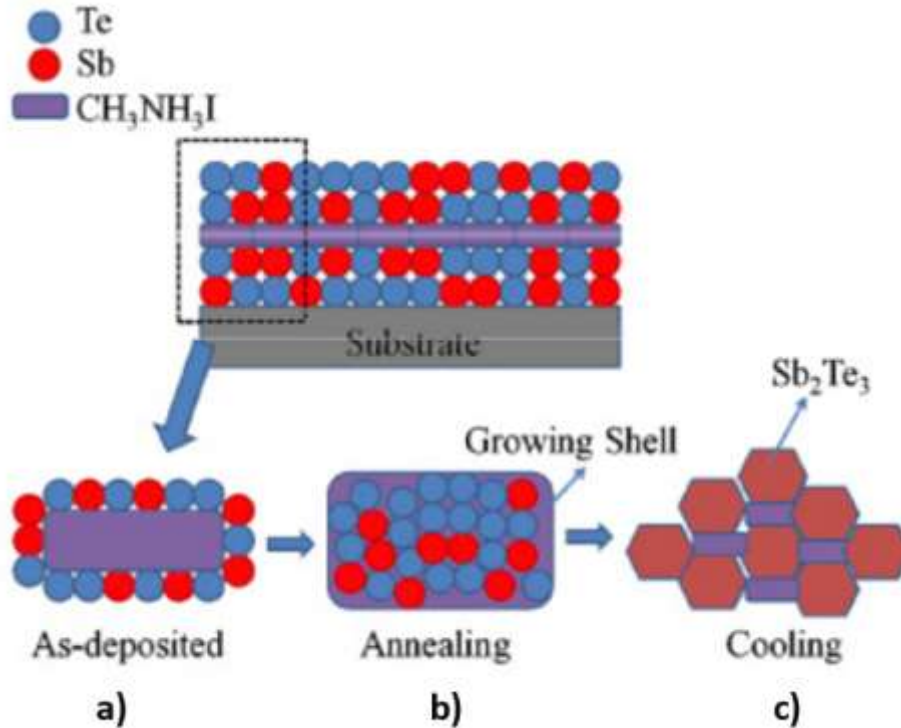 Te
Sb
CH₃NH₃I
Substrate
Sb₂Te₃
Growing Shell
As-deposited
Annealing
Cooling
a)
b)
c)